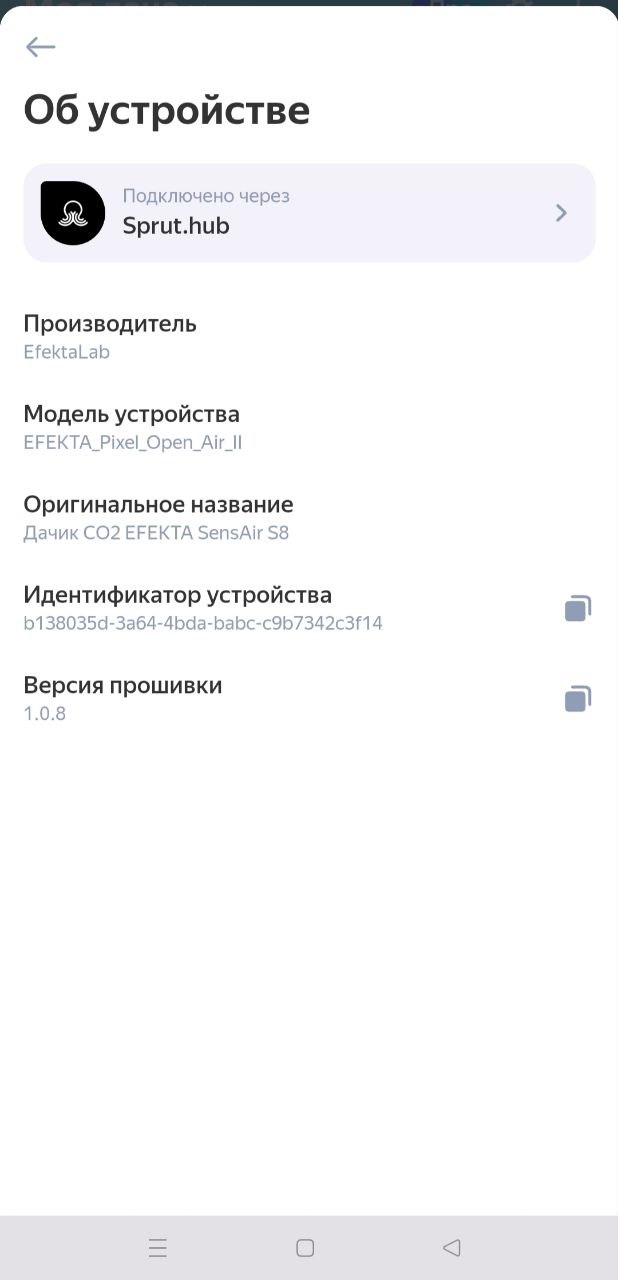 Об устройстве
Подключено через
Sprut.hub
Производитель
EfektaLab
Модель устройства
EFEKTA_Pixel_Open_Air_II
Оригинальное название
Дачик CO2 EFEKTA SensAir S8
Идентификатор устройства
b138035d-3a64-4bda-babc-c9b7342c3f14
Версия прошивки
1.0.8